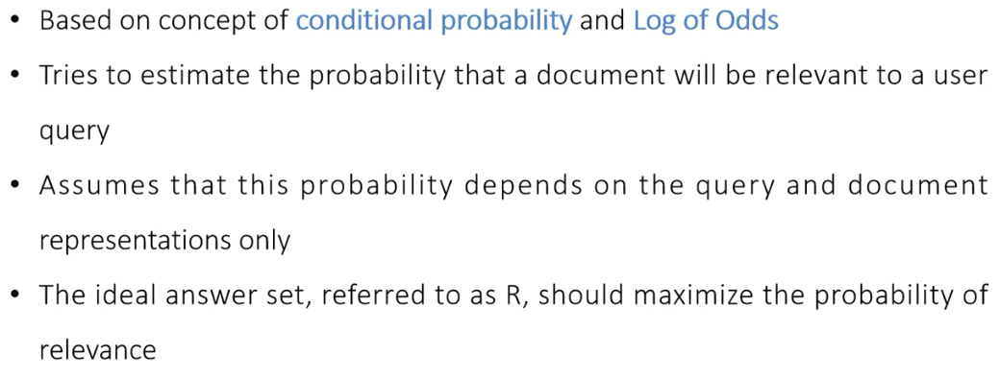 • Based on concept of conditional probability and Log of Odds
• Tries to estimate the probability that a document will be relevant to a user
query
• Assumes that this probability depends on the query and document
representations only
• The ideal answer set, referred to as R, should maximize the probability of
relevance